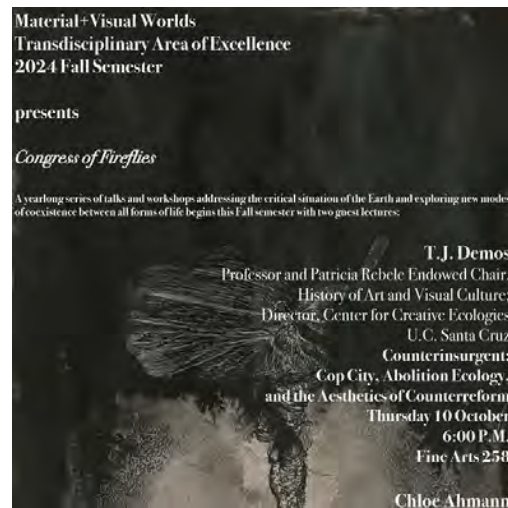 Material+Visual Worlds
Transdisciplinary Area of Excellence
2024 Fall Semester
presents
Congress of Fireflies
A yearlong series of talks and workshops addressing the critical situation of the Earth and exploring new modes
of coexistence between all forms of life begins this Fall semester with two guest lectures:
T.J. Demos
Professor and Patricia Rebele Endowed Chair,
History of Art and Visual Culture;
Director, Center for Creative Ecologies
U.C. Santa Cruz
Counterinsurgent:
Cop City, Abolition Ecology,
and the Aesthetics of Counterreform
Thursday 10 October
6:00 P.M.
Fine Arts 258
Chloe Ahmann